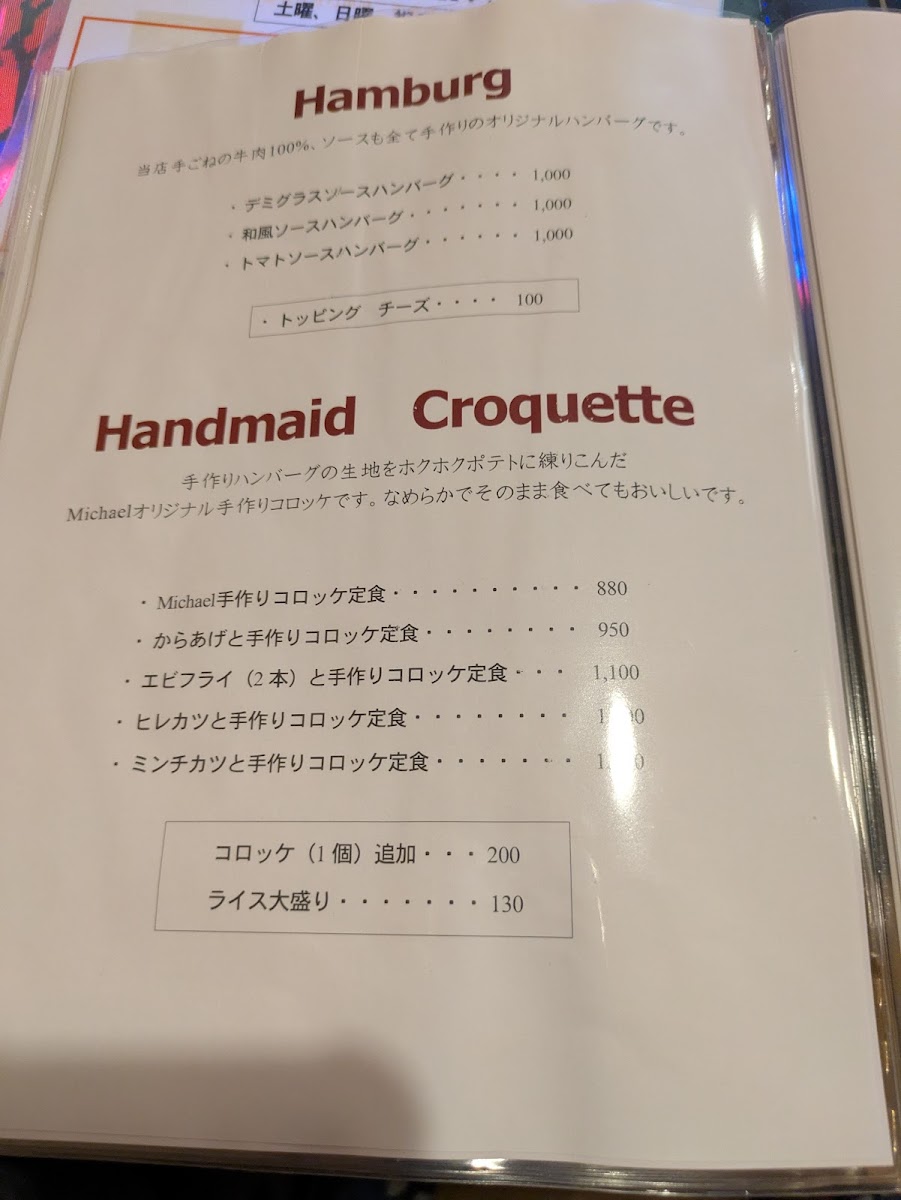 土曜、日曜
Hamburg
当店手ごねの牛肉100%、ソースも全て手作りのオリジナルハンバーグです。
・デミグラスソースハンバーグ・・・・ 1,000
・和風ソースハンバーグ・・・・・・・ 1,000
・トマトソースハンバーグ・・・・・・ 1,000
・トッピング　チーズ・・・・ 100
Handmaid　Croquette
手作りハンバーグの生地をホクホクポテトに練りこんだ
Michaelオリジナル手作りコロッケです。なめらかでそのまま食べてもおいしいです。
・Michael手作りコロッケ定食・・・・・・・・・・ 880
・からあげと手作りコロッケ定食・・・・・・・・ 950
・エビフライ（2本）と手作りコロッケ定食・・・ 1,100
・ヒレカツと手作りコロッケ定食・・・・・・・・
・ミンチカツと手作りコロッケ定食・・・・・・・
コロッケ（1個）追加・・・200
ライス大盛り・・・・・・・130